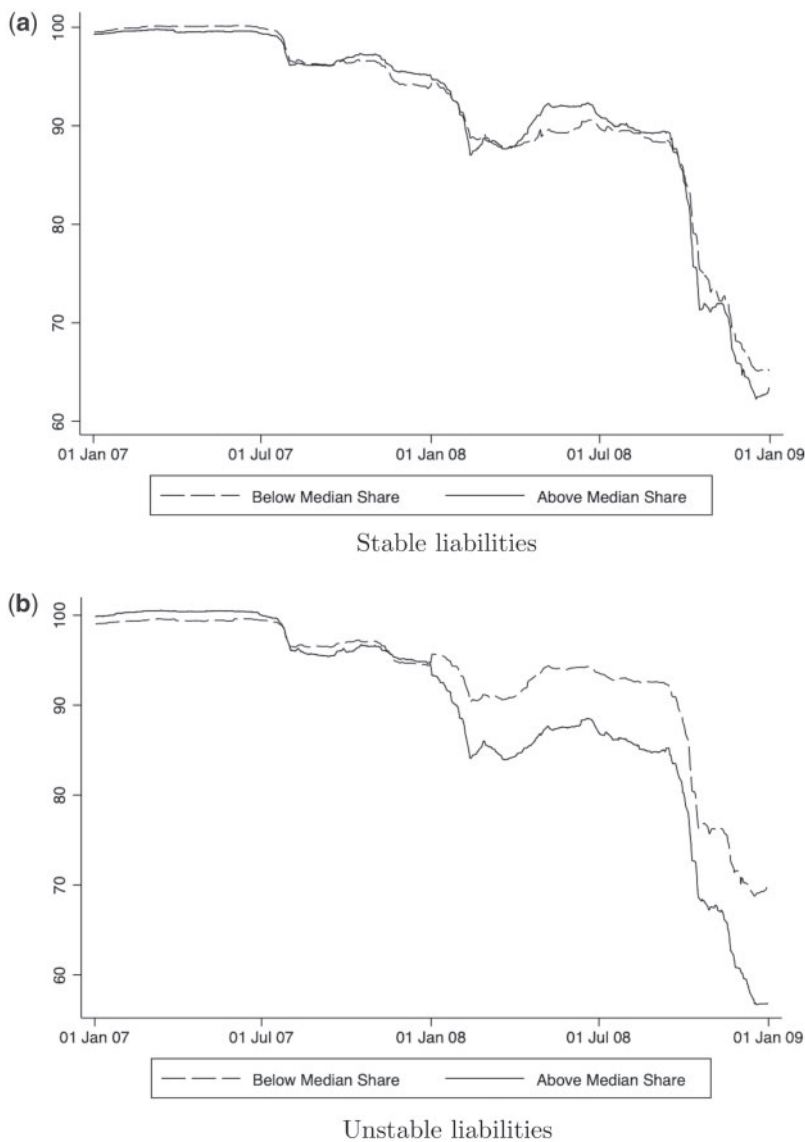 (a)
100
90
80
70
60
01 Jan 07 01 Jul 07 01 Jan 08 01 Jul 08 01 Jan 09
Below Median Share Above Median Share
Stable liabilities
(b)
100
90
80
70
60
01 Jan 07 01 Jul 07 01 Jan 08 01 Jul 08 01 Jan 09
Below Median Share Above Median Share
Unstable liabilities